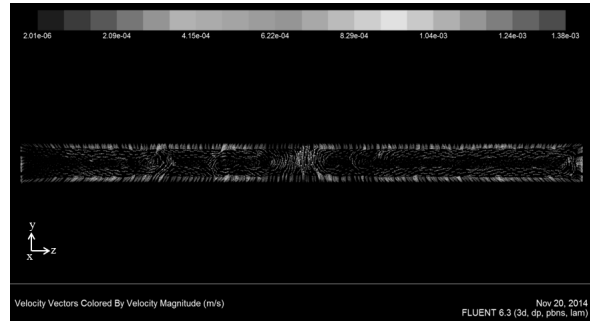 2.01e-06 2.09e-04 4.15e-04 6.22e-04 8.29e-04 1.04e-03 1.24e-03 1.38e-03
y
x z
Velocity Vectors Colored By Velocity Magnitude (m/s)
Nov 20, 2014
FLUENT 6.3 (3d, dp, pbns, lam)